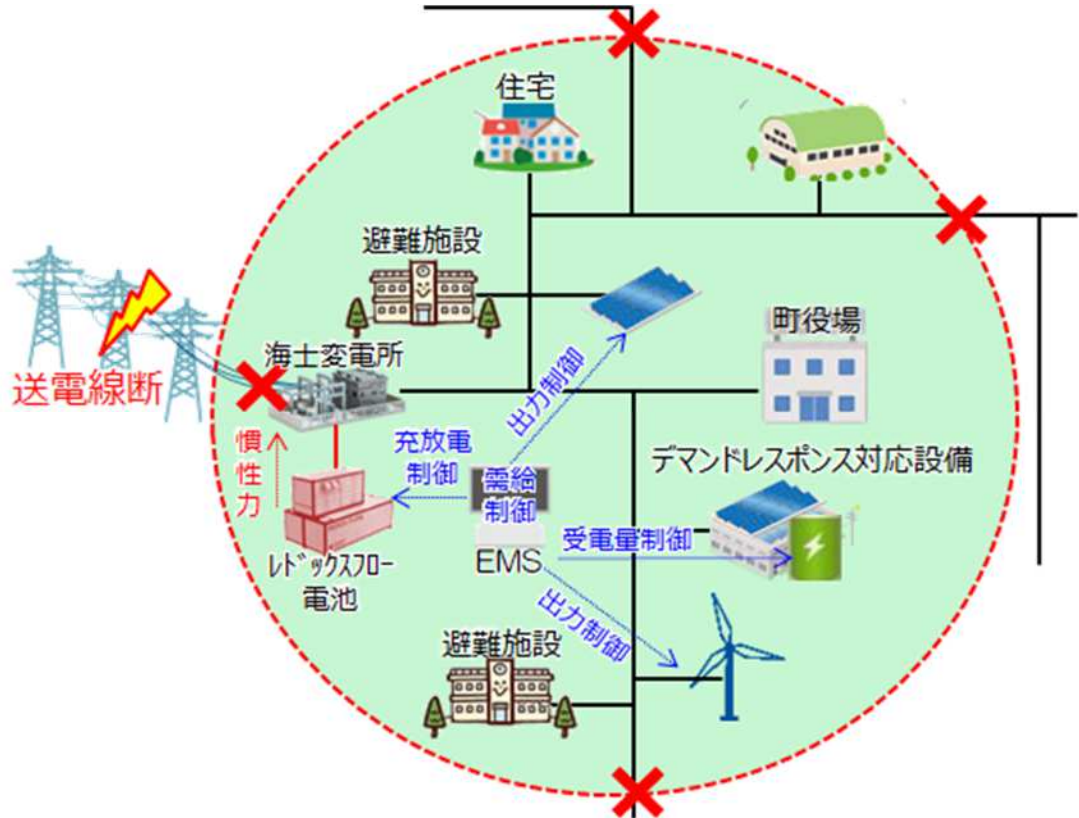 住宅
避難施設
町役場
海士変電所
送電線断
出力制御
慣性力
充放電
制御
需給
制御
デマンドレスポンス対応設備
受電量制御
EMS
レドックスフロー
電池
出力制御
避難施設